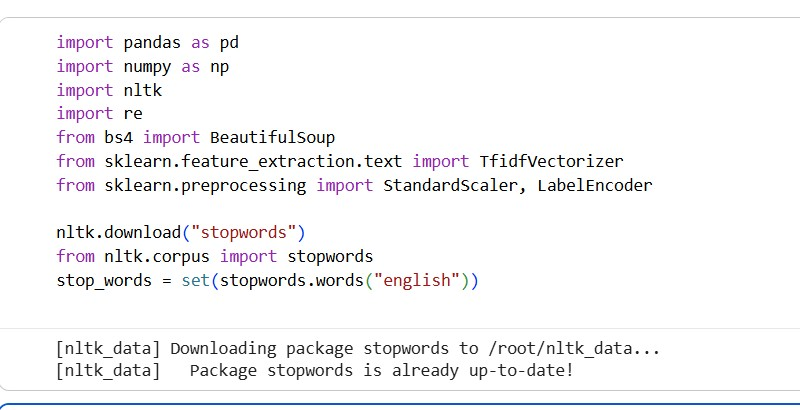 import pandas as pd
import numpy as np
import nltk
import re
from bs4 import BeautifulSoup
from sklearn.feature_extraction.text import TfidfVectorizer
from sklearn.preprocessing import StandardScaler, LabelEncoder
nltk.download("stopwords")
from nltk.corpus import stopwords
stop_words = set(stopwords.words("english"))
[nltk_data] Downloading package stopwords to /root/nltk_data...
[nltk_data]   Package stopwords is already up-to-date!